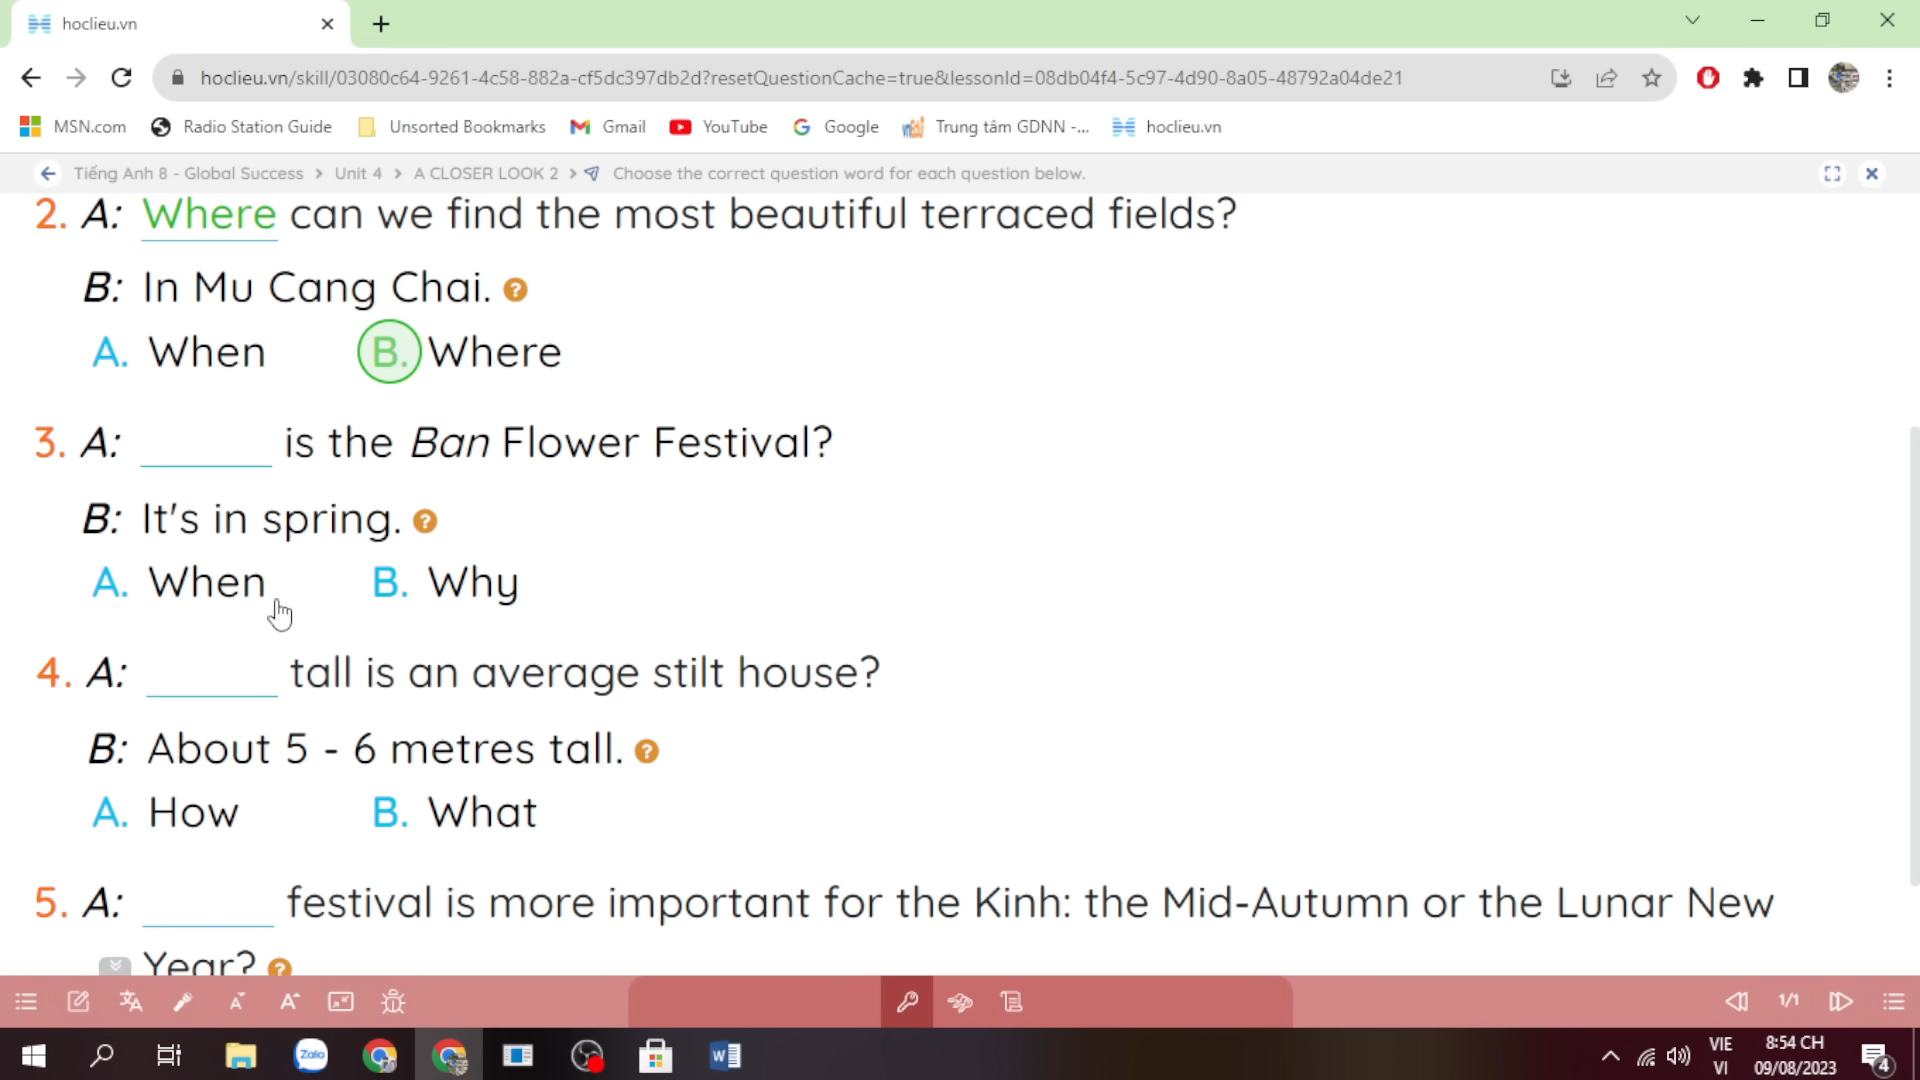 hoclieu.vn
hoclieu.vn/skill/03080c64-9261-4c58-882a-cf5dc397db2d?resetQuestionCache=true&lessonId=08db04f4-5c97-4d90-8a05-48792a04de21
MSN.com Radio Station Guide Unsorted Bookmarks Gmail YouTube Google Trung tâm GDNN -... hoclieu.vn
Tiếng Anh 8 - Global Success > Unit 4 > A CLOSER LOOK 2 > Choose the correct question word for each question below.
2. A: Where can we find the most beautiful terraced fields?
B: In Mu Cang Chai. ?
A. When B. Where
3. A: ______ is the Ban Flower Festival?
B: It's in spring. ?
A. When B. Why
4. A: ______ tall is an average stilt house?
B: About 5 - 6 metres tall. ?
A. How B. What
5. A: ______ festival is more important for the Kinh: the Mid-Autumn or the Lunar New
Year? ?
1/1
Zalo
VIE
VI
8:54 CH
09/08/2023
4